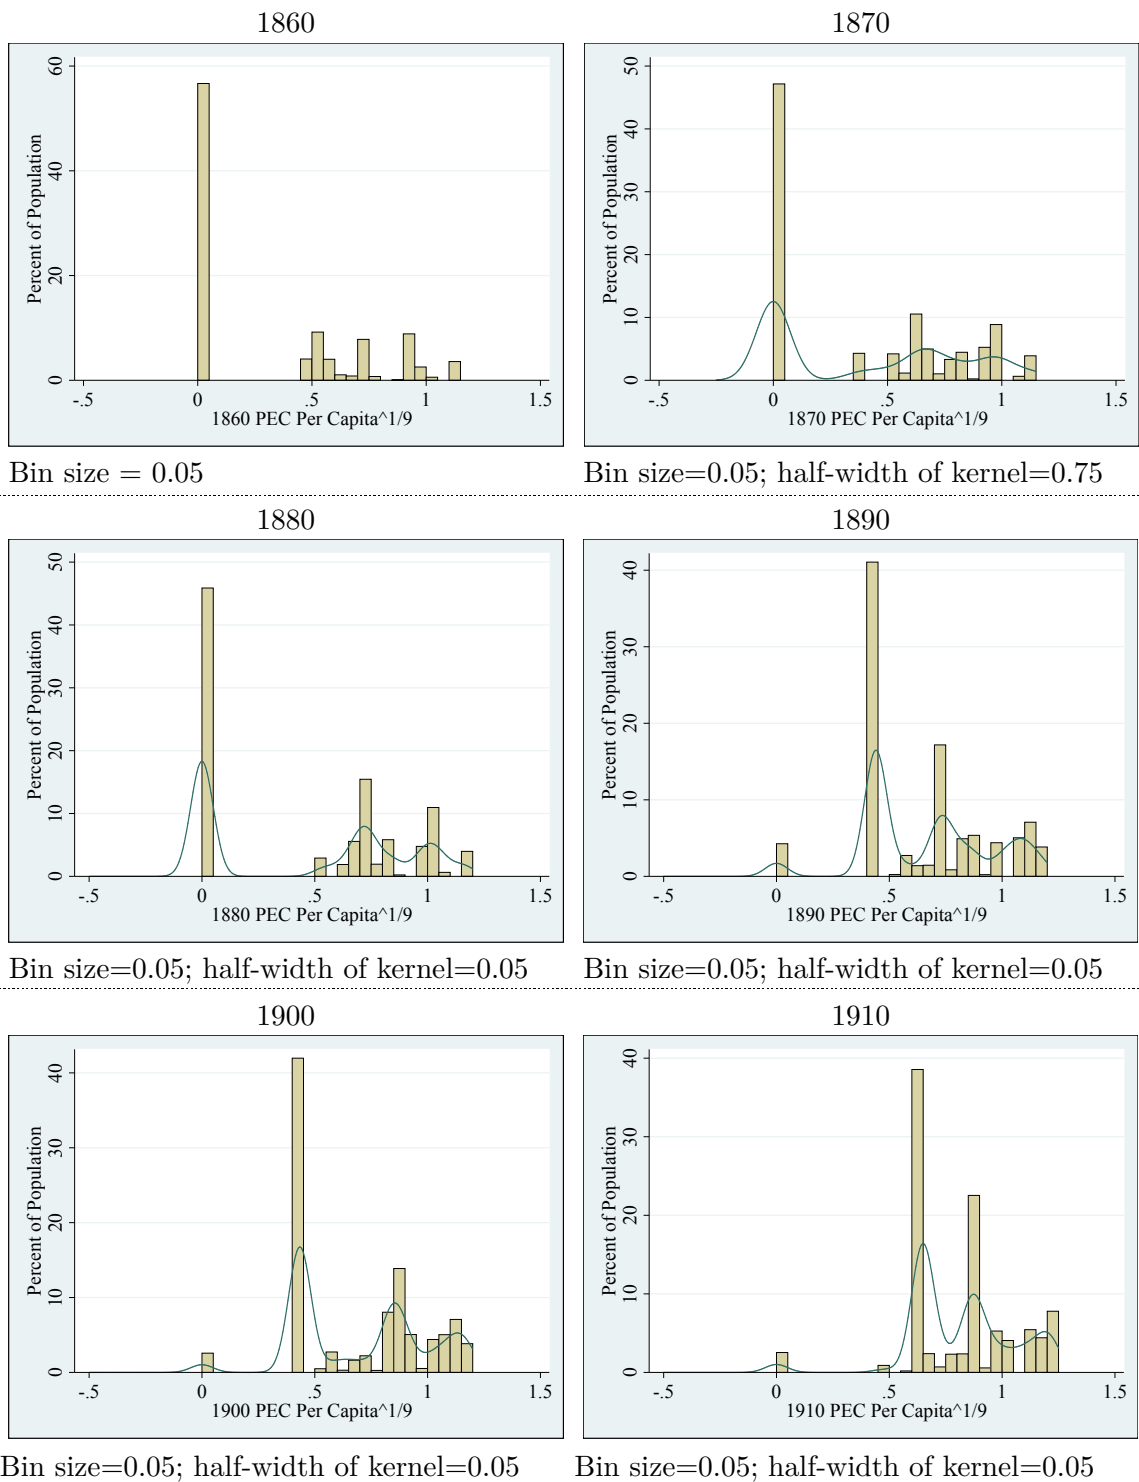 1860
1870
60
40
20
0
Percent of Population
-.5 0 .5 1 1.5
1860 PEC Per Capita^1/9
50
40
30
20
10
0
Percent of Population
-.5 0 .5 1 1.5
1870 PEC Per Capita^1/9
Bin size = 0.05
Bin size=0.05; half-width of kernel=0.75
1880
1890
50
40
30
20
10
0
Percent of Population
-.5 0 .5 1 1.5
1880 PEC Per Capita^1/9
40
30
20
10
0
Percent of Population
-.5 0 .5 1 1.5
1890 PEC Per Capita^1/9
Bin size=0.05; half-width of kernel=0.05
Bin size=0.05; half-width of kernel=0.05
1900
1910
40
30
20
10
0
Percent of Population
-.5 0 .5 1 1.5
1900 PEC Per Capita^1/9
40
30
20
10
0
Percent of Population
-.5 0 .5 1 1.5
1910 PEC Per Capita^1/9
Bin size=0.05; half-width of kernel=0.05
Bin size=0.05; half-width of kernel=0.05